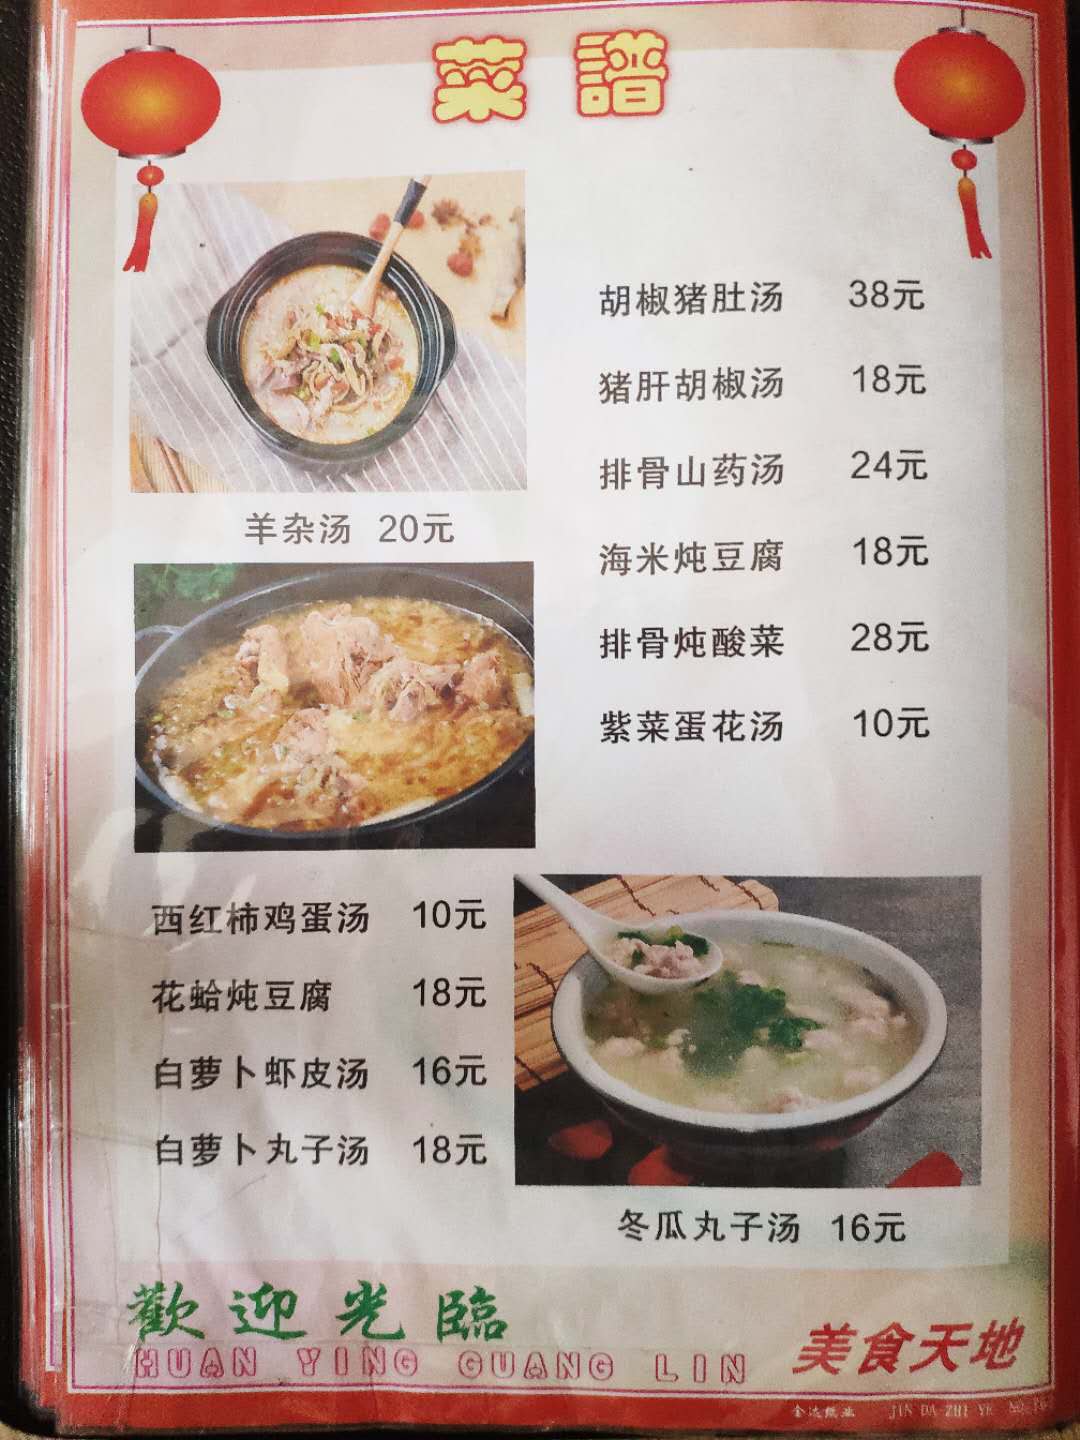 菜譜
胡椒猪肚汤 38元
猪肝胡椒汤 18元
排骨山药汤 24元
海米炖豆腐 18元
排骨炖酸菜 28元
紫菜蛋花汤 10元
羊杂汤 20元
西红柿鸡蛋汤 10元
花蛤炖豆腐 18元
白萝卜虾皮汤 16元
白萝卜丸子汤 18元
冬瓜丸子汤 16元
歡迎光臨
HUAN YING GUANG LIN
美食天地
金达纸业 JIN DA ZHI YE